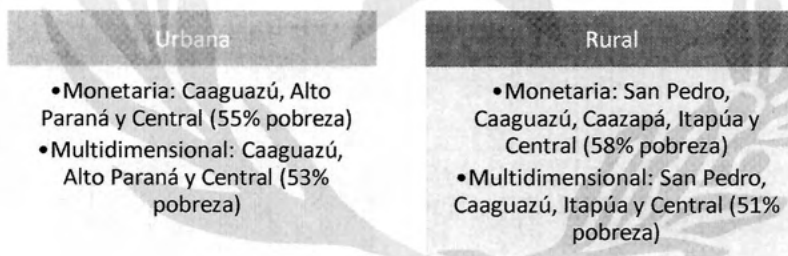 Urbana
•Monetaria: Caaguazú, Alto
Paraná y Central (55% pobreza)
•Multidimensional: Caaguazú,
Alto Paraná y Central (53%
pobreza)
Rural
•Monetaria: San Pedro,
Caaguazú, Caazapá, Itapúa y
Central (58% pobreza)
•Multidimensional: San Pedro,
Caaguazú, Itapúa y Central (51%
pobreza)